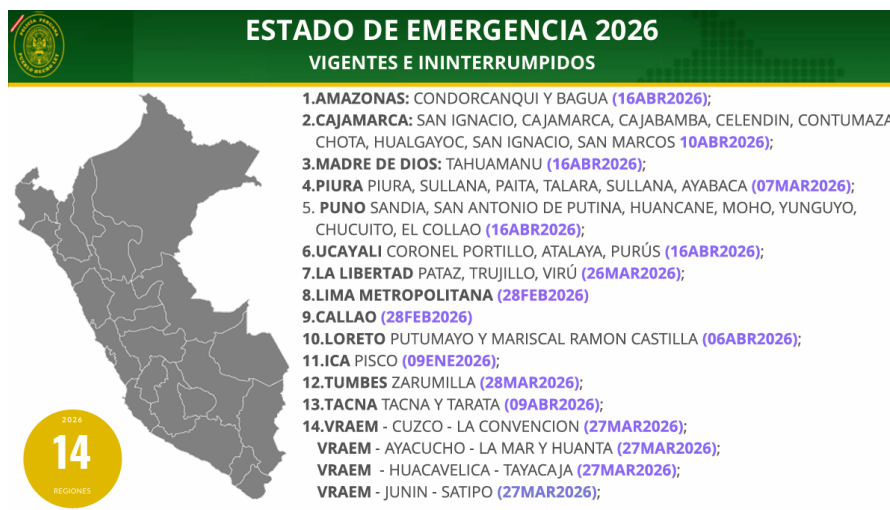 ESTADO DE EMERGENCIA 2026
VIGENTES E ININTERRUMPIDOS
1.AMAZONAS: CONDORCANQUI Y BAGUA (16ABR2026);
2.CAJAMARCA: SAN IGNACIO, CAJAMARCA, CAJABAMBA, CELENDIN, CONTUMAZA
CHOTA, HUALGAYOC, SAN IGNACIO, SAN MARCOS 10ABR2026);
3.MADRE DE DIOS: TAHUAMANU (16ABR2026);
4.PIURA PIURA, SULLANA, PAITA, TALARA, SULLANA, AYABACA (07MAR2026);
5. PUNO SANDIA, SAN ANTONIO DE PUTINA, HUANCANE, MOHO, YUNGUYO,
CHUCUITO, EL COLLAO (16ABR2026);
6.UCAYALI CORONEL PORTILLO, ATALAYA, PURÚS (16ABR2026);
7.LA LIBERTAD PATAZ, TRUJILLO, VIRÚ (26MAR2026);
8.LIMA METROPOLITANA (28FEB2026)
9.CALLAO (28FEB2026)
10.LORETO PUTUMAYO Y MARISCAL RAMON CASTILLA (06ABR2026);
11.ICA PISCO (09ENE2026);
12.TUMBES ZARUMILLA (28MAR2026);
13.TACNA TACNA Y TARATA (09ABR2026);
14.VRAEM - CUZCO - LA CONVENCION (27MAR2026);
VRAEM - AYACUCHO - LA MAR Y HUANTA (27MAR2026);
VRAEM - HUACAVELICA - TAYACAJA (27MAR2026);
VRAEM - JUNIN - SATIPO (27MAR2026);
2026
14
REGIONES